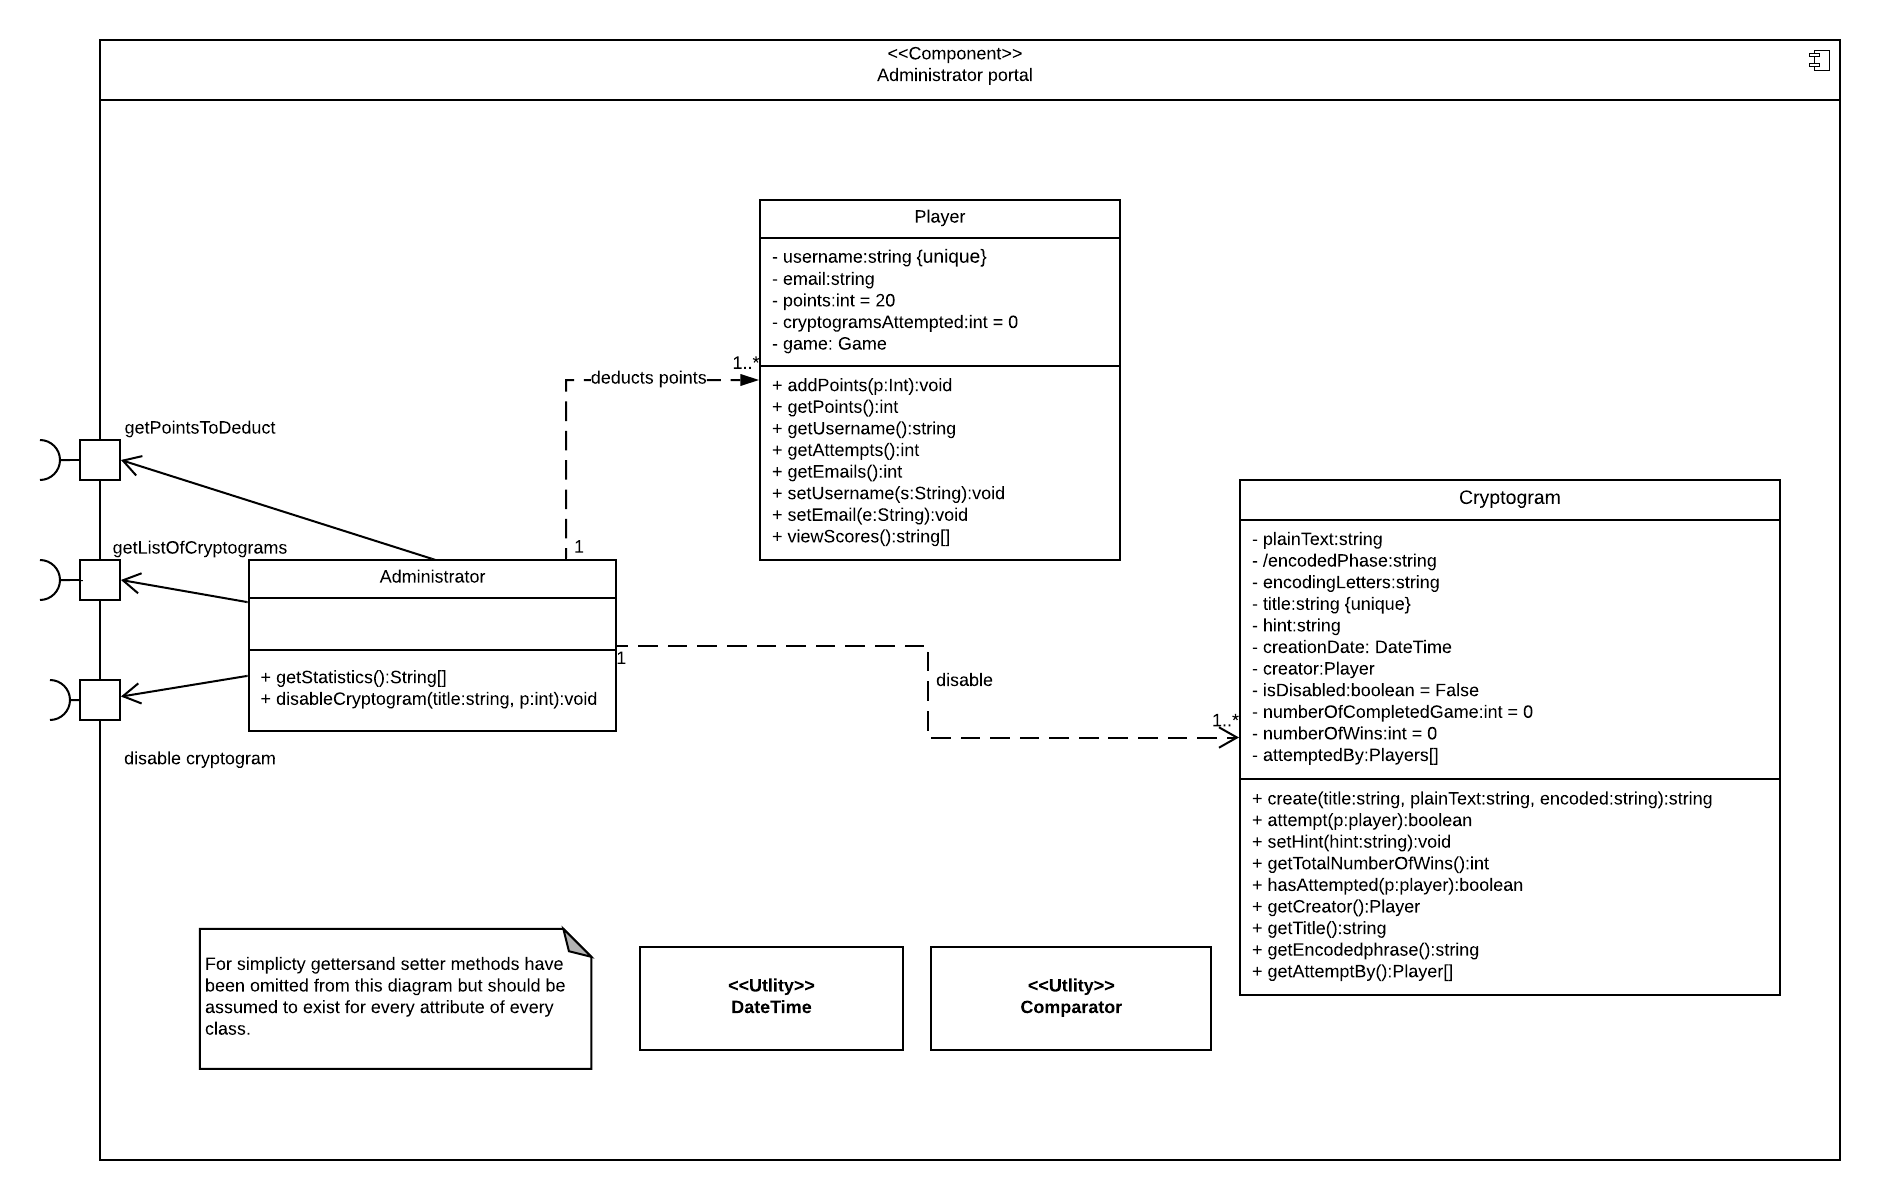 <<Component>>
Administrator portal
Player
- username:string {unique}
- email:string
- points:int = 20
- cryptogramsAttempted:int = 0
- game: Game
1..*
deducts points
+ addPoints(p:Int):void
+ getPoints():int
+ getUsername():string
+ getAttempts():int
+ getEmails():int
+ setUsername(s:String):void
+ setEmail(e:String):void
+ viewScores():string[]
getPointsToDeduct
getListOfCryptograms
1
Administrator
+ getStatistics():String[]
+ disableCryptogram(title:string, p:int):void
1
disable
1..*
disable cryptogram
Cryptogram
- plainText:string
- /encodedPhase:string
- encodingLetters:string
- title:string {unique}
- hint:string
- creationDate: DateTime
- creator:Player
- isDisabled:boolean = False
- numberOfCompletedGame:int = 0
- numberOfWins:int = 0
- attemptedBy:Players[]
+ create(title:string, plainText:string, encoded:string):string
+ attempt(p:player):boolean
+ setHint(hint:string):void
+ getTotalNumberOfWins():int
+ hasAttempted(p:player):boolean
+ getCreator():Player
+ getTitle():string
+ getEncodedphrase():string
+ getAttemptBy():Player[]
For simplicty gettersand setter methods have
been omitted from this diagram but should be
assumed to exist for every attribute of every
class.
<<Utlity>>
DateTime
<<Utlity>>
Comparator